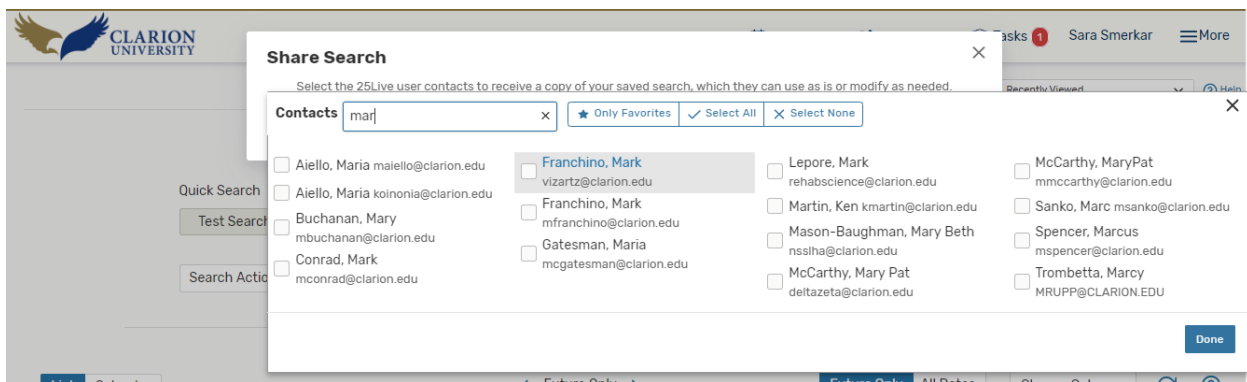 CLARION
UNIVERSITY
Tasks 1
Sara Smerkar
More
Share Search
Select the 25Live user contacts to receive a copy of your saved search, which they can use as is or modify as needed.
Recently Viewed
Help
Contacts
mar
Only Favorites
Select All
Select None
Aiello, Maria maiello@clarion.edu
Aiello, Maria koinonia@clarion.edu
Buchanan, Mary
mbuchanan@clarion.edu
Conrad, Mark
mconrad@clarion.edu
Franchino, Mark
vizartz@clarion.edu
Franchino, Mark
mfranchino@clarion.edu
Gatesman, Maria
mcgatesman@clarion.edu
Lepore, Mark
rehabscience@clarion.edu
Martin, Ken kmartin@clarion.edu
Mason-Baughman, Mary Beth
nsslha@clarion.edu
McCarthy, Mary Pat
deltazeta@clarion.edu
McCarthy, MaryPat
mmccarthy@clarion.edu
Sanko, Marc msanko@clarion.edu
Spencer, Marcus
mspencer@clarion.edu
Trombetta, Marcy
MRUPP@CLARION.EDU
Quick Search
Test Search
Search Actio
Done
Future Only
Future Only
All Dates